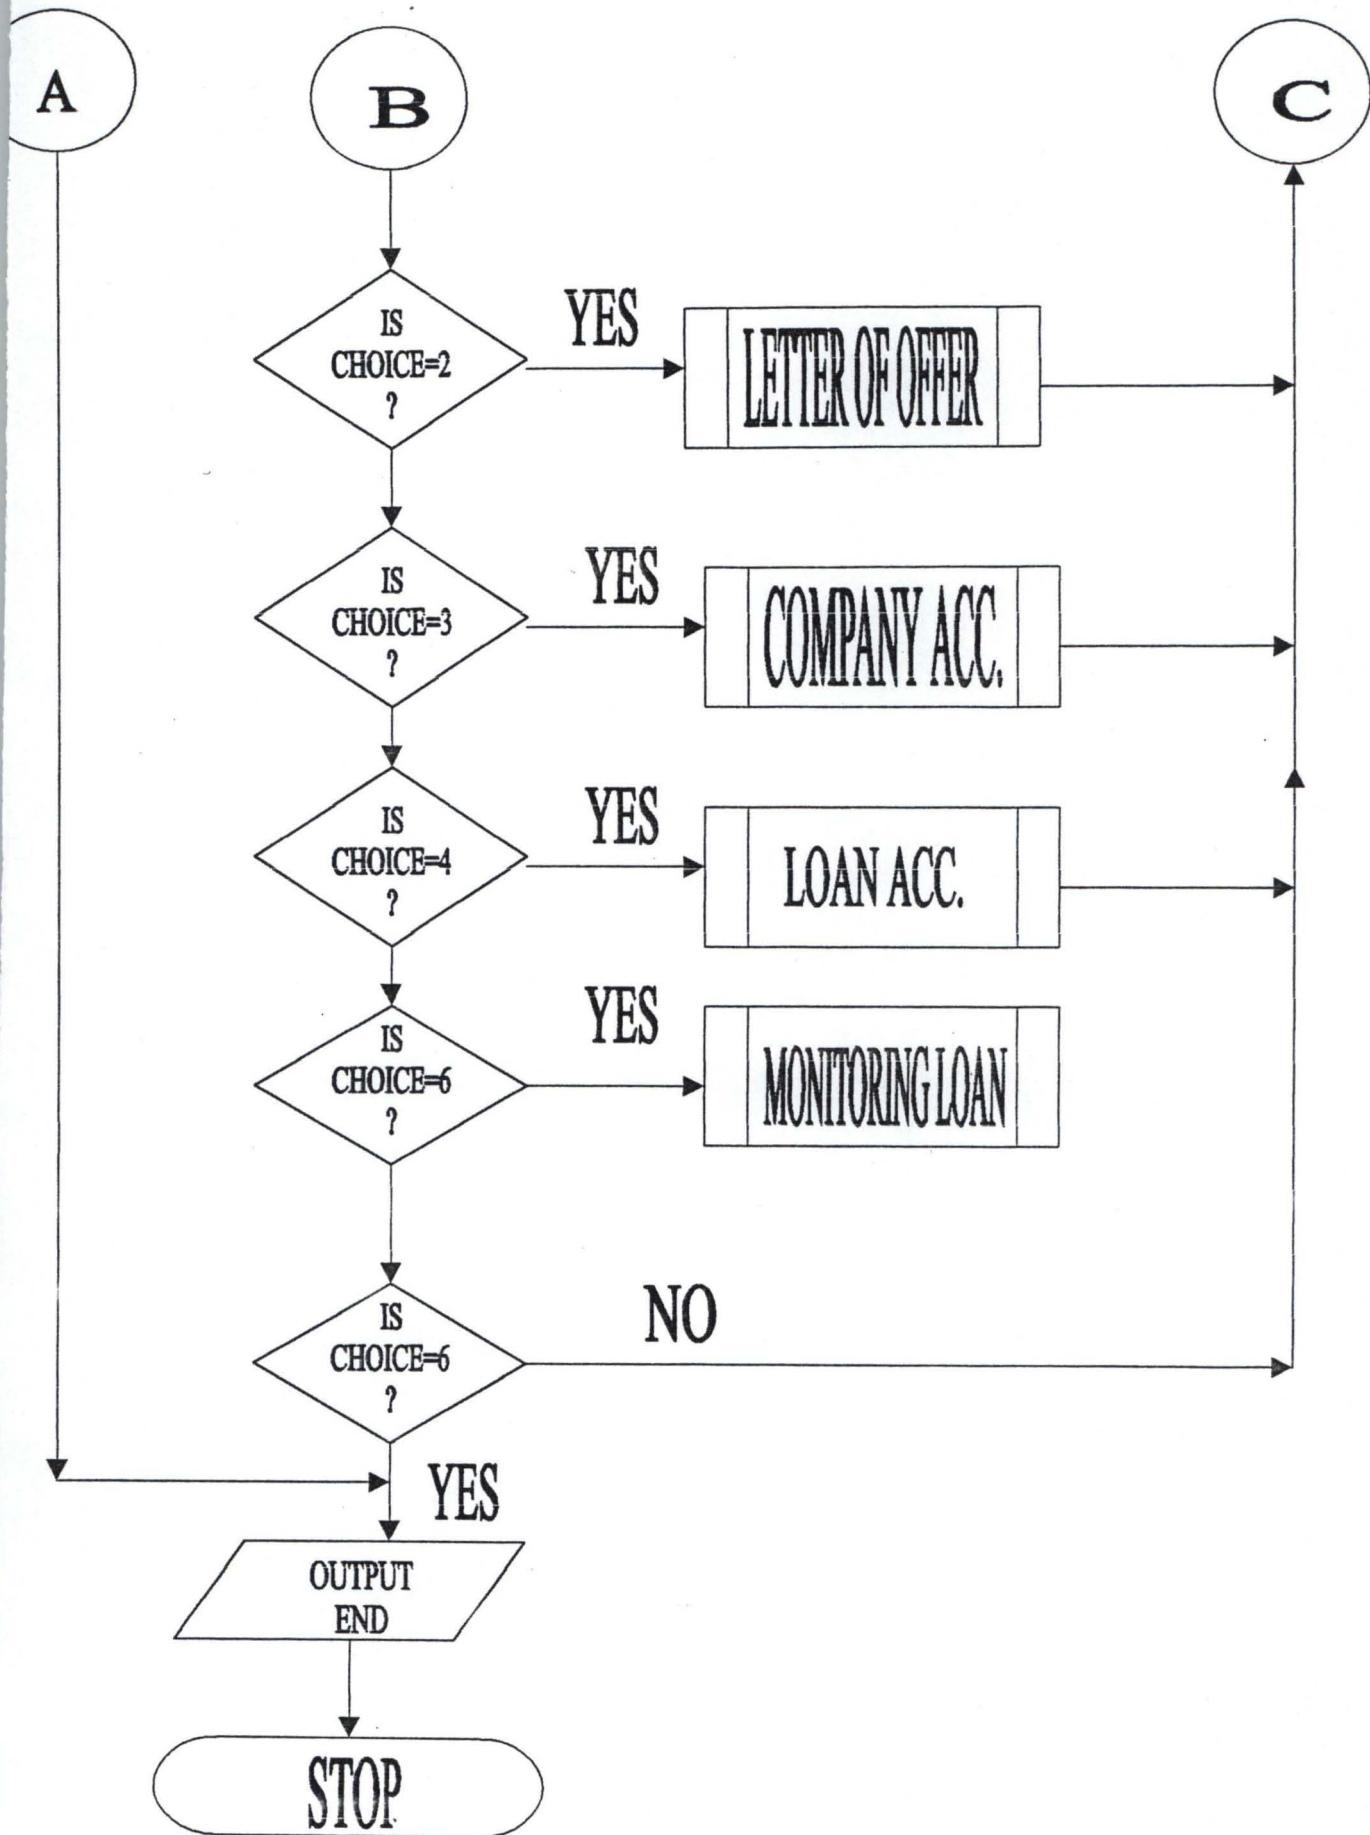 A
B
C
IS
CHOICE=2
?
YES
LETTER OF OFFER
IS
CHOICE=3
?
YES
COMPANY ACC.
IS
CHOICE=4
?
YES
LOAN ACC.
IS
CHOICE=6
?
YES
MONITORING LOAN
IS
CHOICE=6
?
NO
YES
OUTPUT
END
STOP